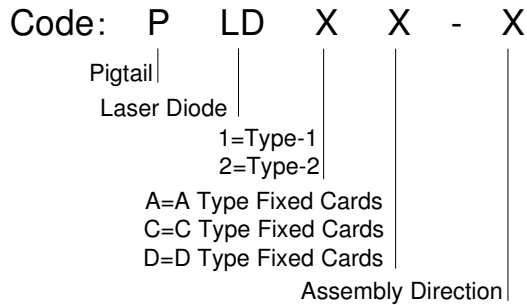 Code: P LD X X - X
Pigtail
Laser Diode
1=Type-1
2=Type-2
A=A Type Fixed Cards
C=C Type Fixed Cards
D=D Type Fixed Cards
Assembly Direction